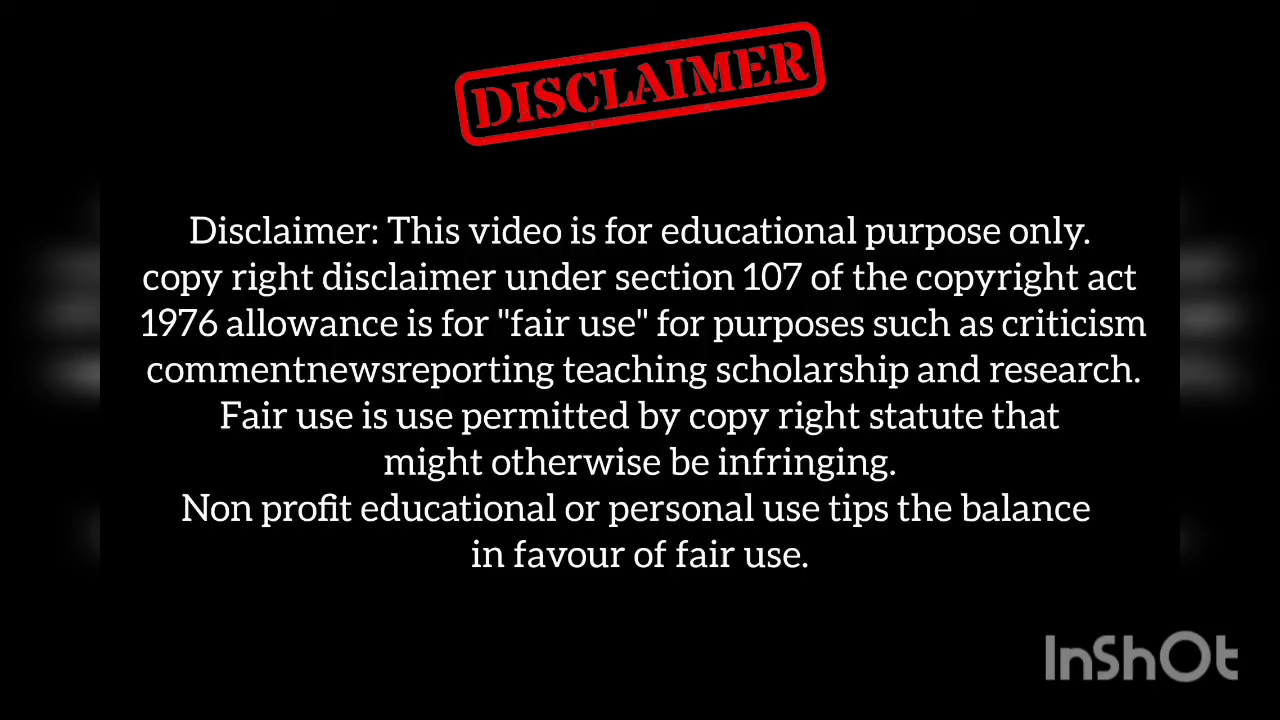 DISCLAIMER
Disclaimer: This video is for educational purpose only.
copy right disclaimer under section 107 of the copyright act
1976 allowance is for "fair use" for purposes such as criticism
commentnewsreporting teaching scholarship and research.
Fair use is use permitted by copy right statute that
might otherwise be infringing.
Non profit educational or personal use tips the balance
in favour of fair use.
InShOt